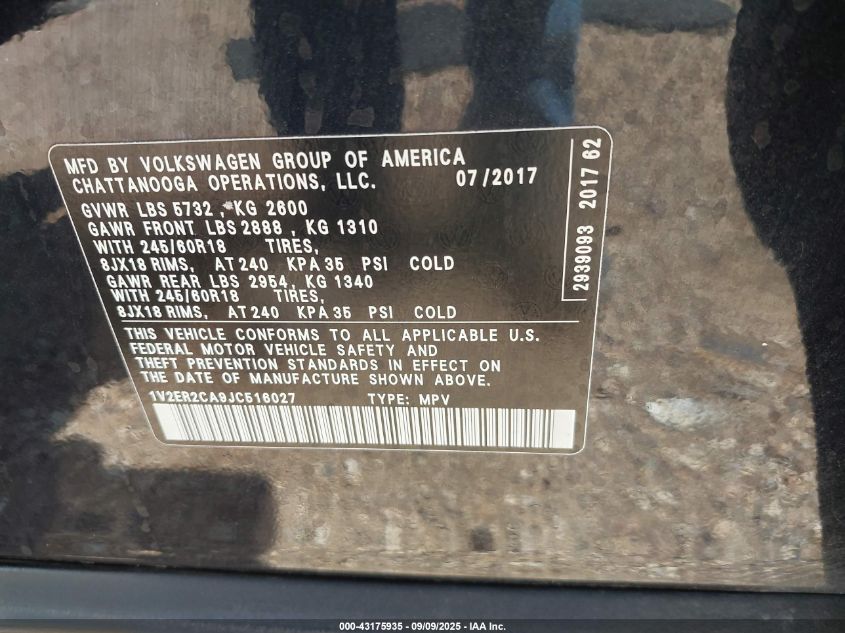 MFD BY VOLKSWAGEN GROUP OF AMERICA
CHATTANOOGA OPERATIONS, LLC. 07/2017
GVWR LBS 5732 , KG 2600
GAWR FRONT LBS 2888 , KG 1310
WITH 245/60R18 TIRES,
8JX18 RIMS, AT 240 KPA 35 PSI COLD
GAWR REAR LBS 2954, KG 1340
WITH 245/60R18 TIRES,
8JX18 RIMS, AT 240 KPA 35 PSI COLD
THIS VEHICLE CONFORMS TO ALL APPLICABLE U.S.
FEDERAL MOTOR VEHICLE SAFETY AND
THEFT PREVENTION STANDARDS IN EFFECT ON
THE DATE OF MANUFACTURE SHOWN ABOVE.
1V2ER2CA9JC516027 TYPE: MPV
2939093 2017 62
000-43175935 - 09/09/2025 - IAA Inc.